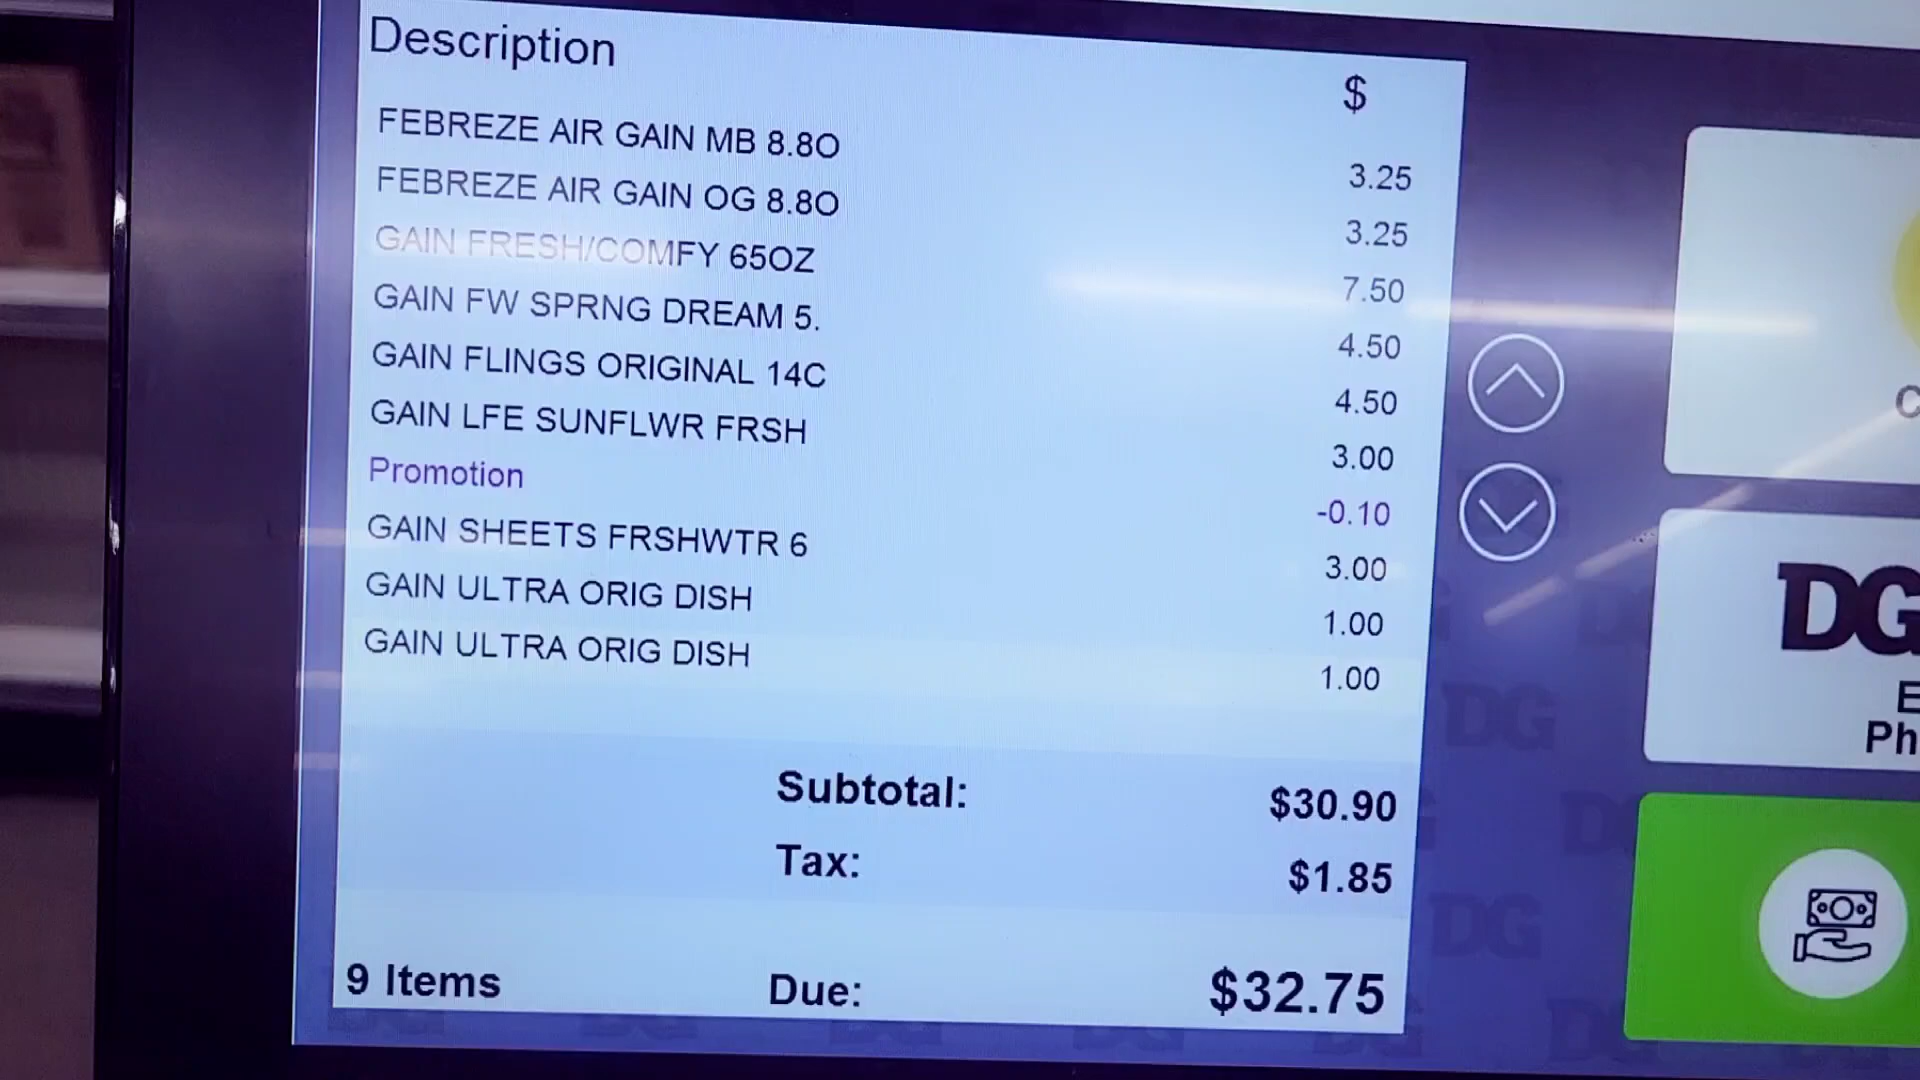 Description $
FEBREZE AIR GAIN MB 8.8O 3.25
FEBREZE AIR GAIN OG 8.8O 3.25
GAIN FRESH/COMFY 65OZ 7.50
GAIN FW SPRNG DREAM 5. 4.50
GAIN FLINGS ORIGINAL 14C 4.50
GAIN LFE SUNFLWR FRSH 3.00
Promotion -0.10
GAIN SHEETS FRSHWTR 6 3.00
GAIN ULTRA ORIG DISH 1.00
GAIN ULTRA ORIG DISH 1.00
Subtotal: $30.90
Tax: $1.85
9 Items Due: $32.75
DG
DG
DG